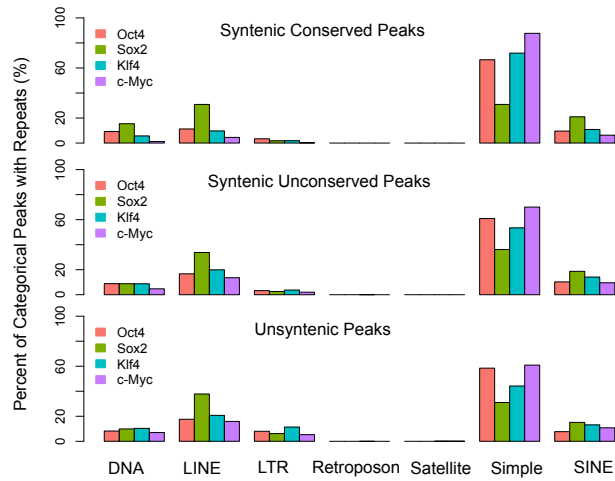 Percent of Categorical Peaks with Repeats (%)
Syntenic Conserved Peaks
100
60
20
0
Oct4
Sox2
Klf4
c-Myc
Syntenic Unconserved Peaks
100
60
20
0
Oct4
Sox2
Klf4
c-Myc
Unsyntenic Peaks
100
60
20
0
Oct4
Sox2
Klf4
c-Myc
DNA LINE LTR Retroposon Satellite Simple SINE